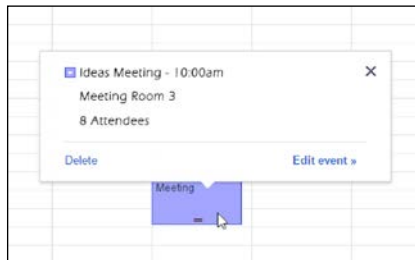 Ideas Meeting - 10:00am
Meeting Room 3
8 Attendees
Delete Edit event »
Meeting